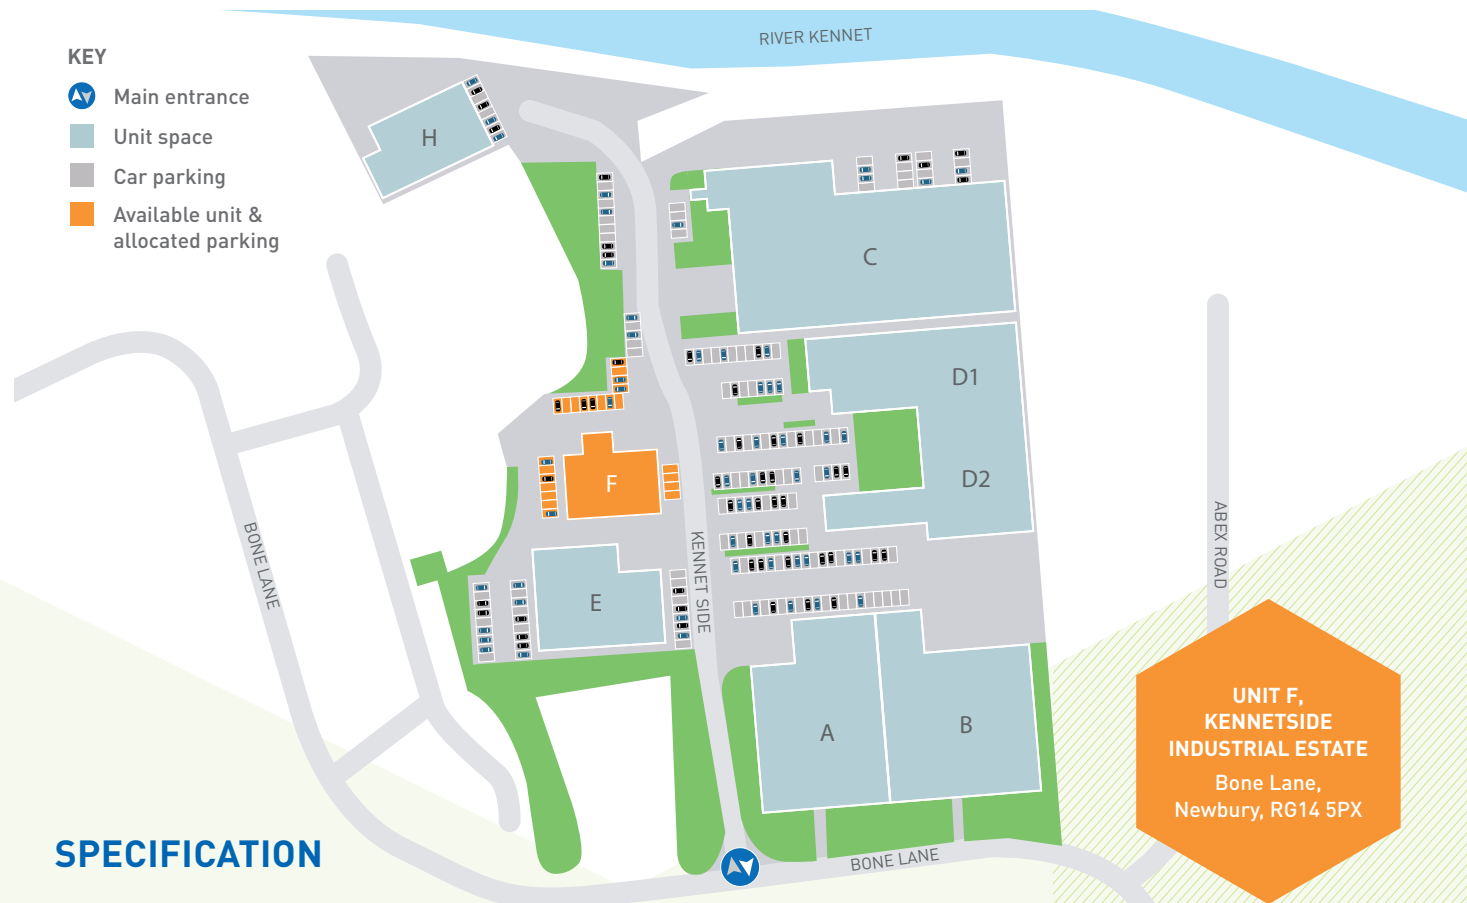 RIVER KENNET
KEY
Main entrance
Unit space
Car parking
Available unit &
allocated parking
H
C
D1
D2
F
E
A
B
BONE LANE
KENNET SIDE
ABEX ROAD
UNIT F,
KENNETSIDE
INDUSTRIAL ESTATE
Bone Lane,
Newbury, RG14 5PX
SPECIFICATION
BONE LANE